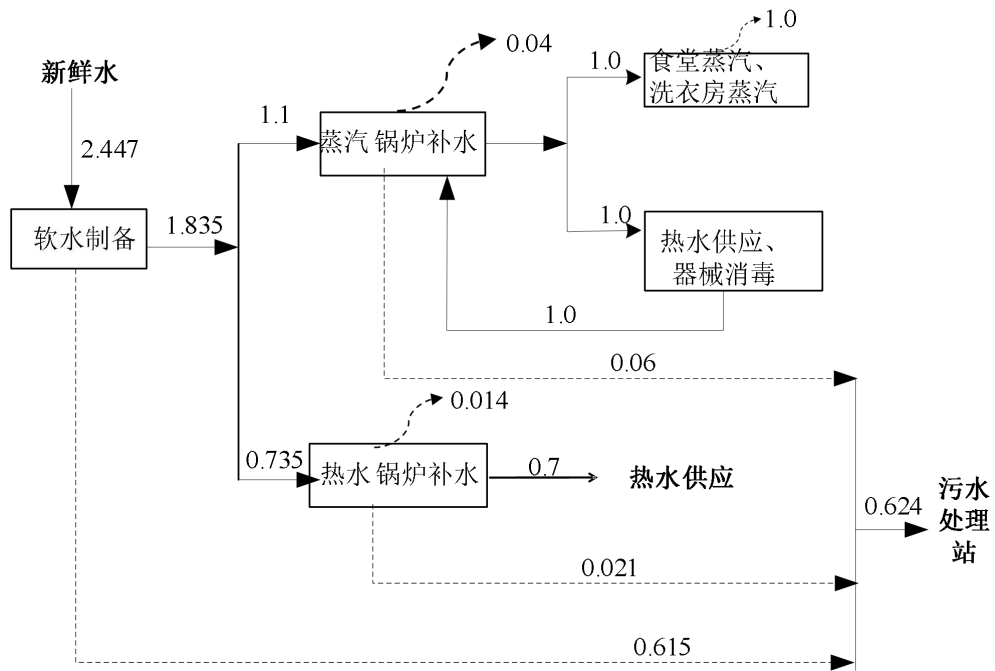 1.0
0.04
新鲜水
1.0
食堂蒸汽、
洗衣房蒸汽
1.1
蒸汽锅炉补水
2.447
1.835
软水制备
1.0
热水供应、
器械消毒
1.0
0.06
0.014
0.735
热水锅炉补水
0.7
热水供应
0.624
污水
处理
站
0.021
0.615